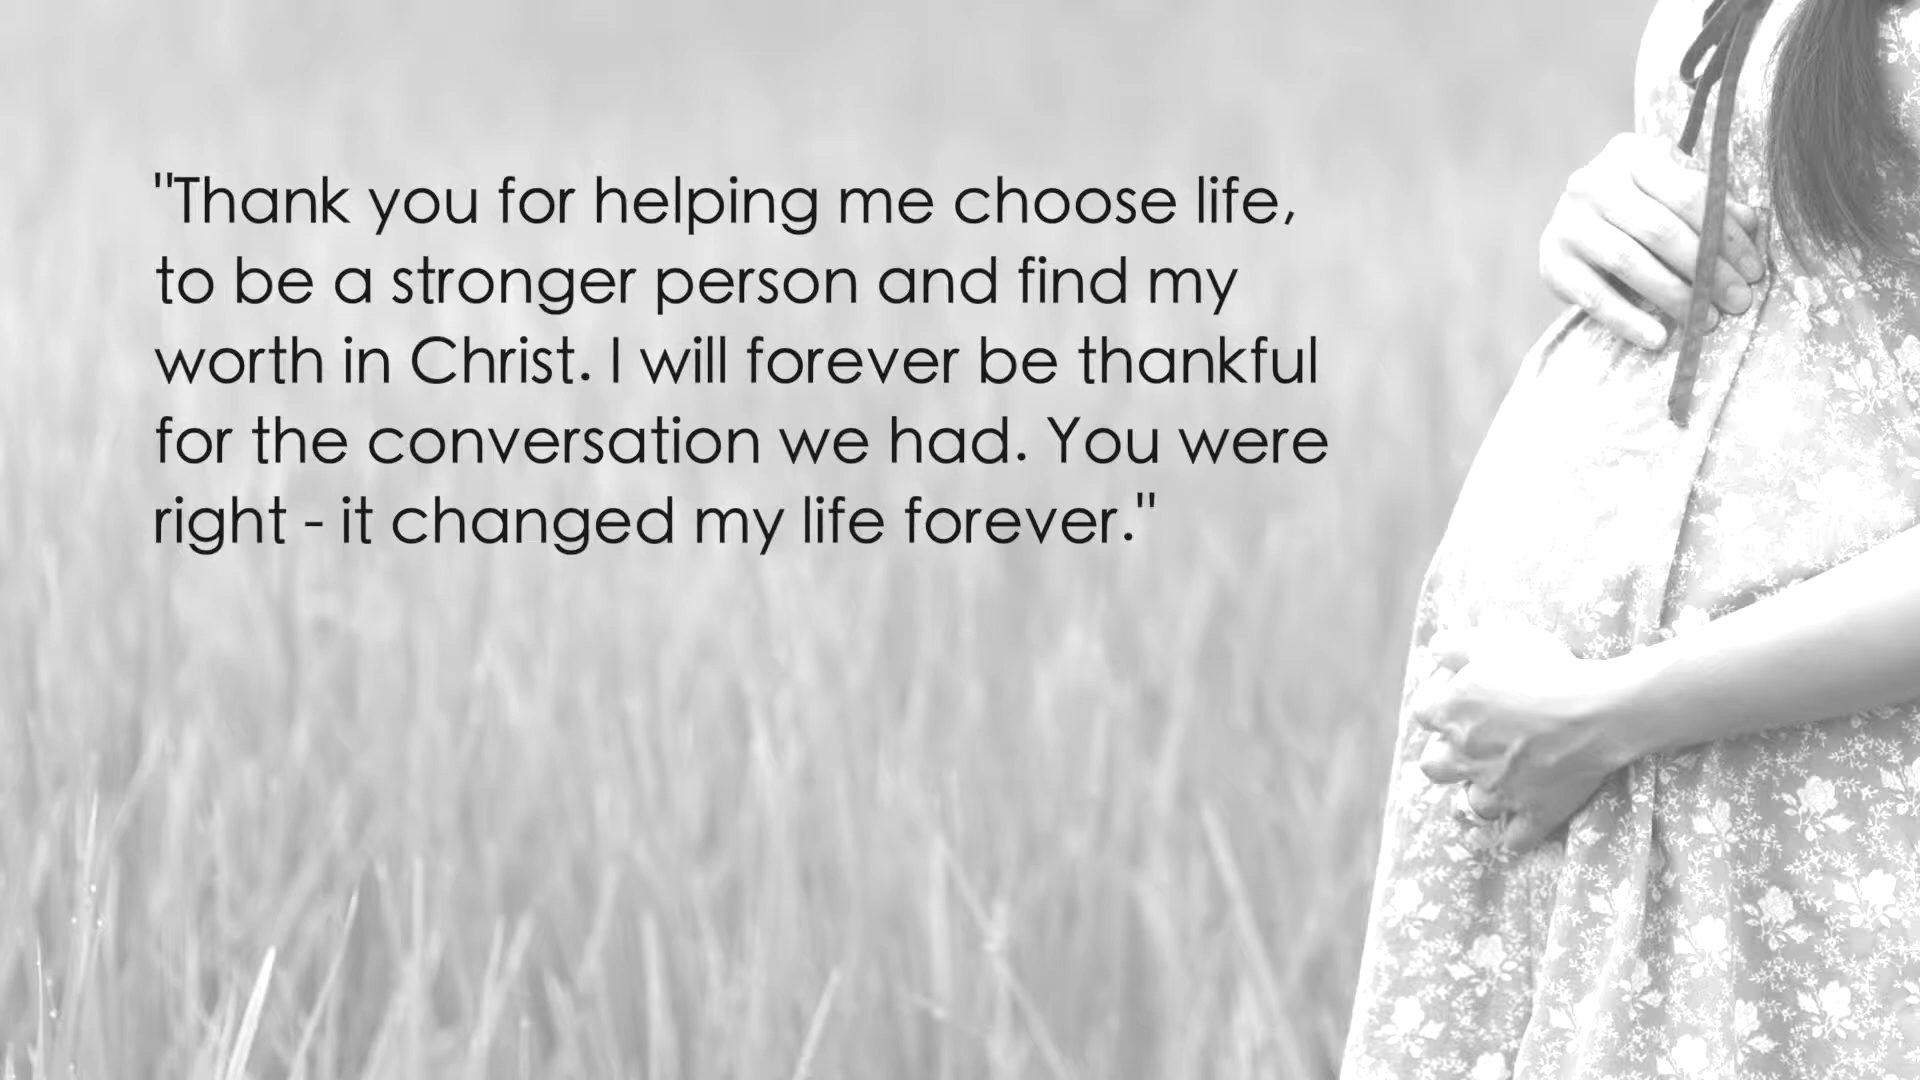 "Thank you for helping me choose life,
to be a stronger person and find my
worth in Christ. I will forever be thankful
for the conversation we had. You were
right - it changed my life forever."